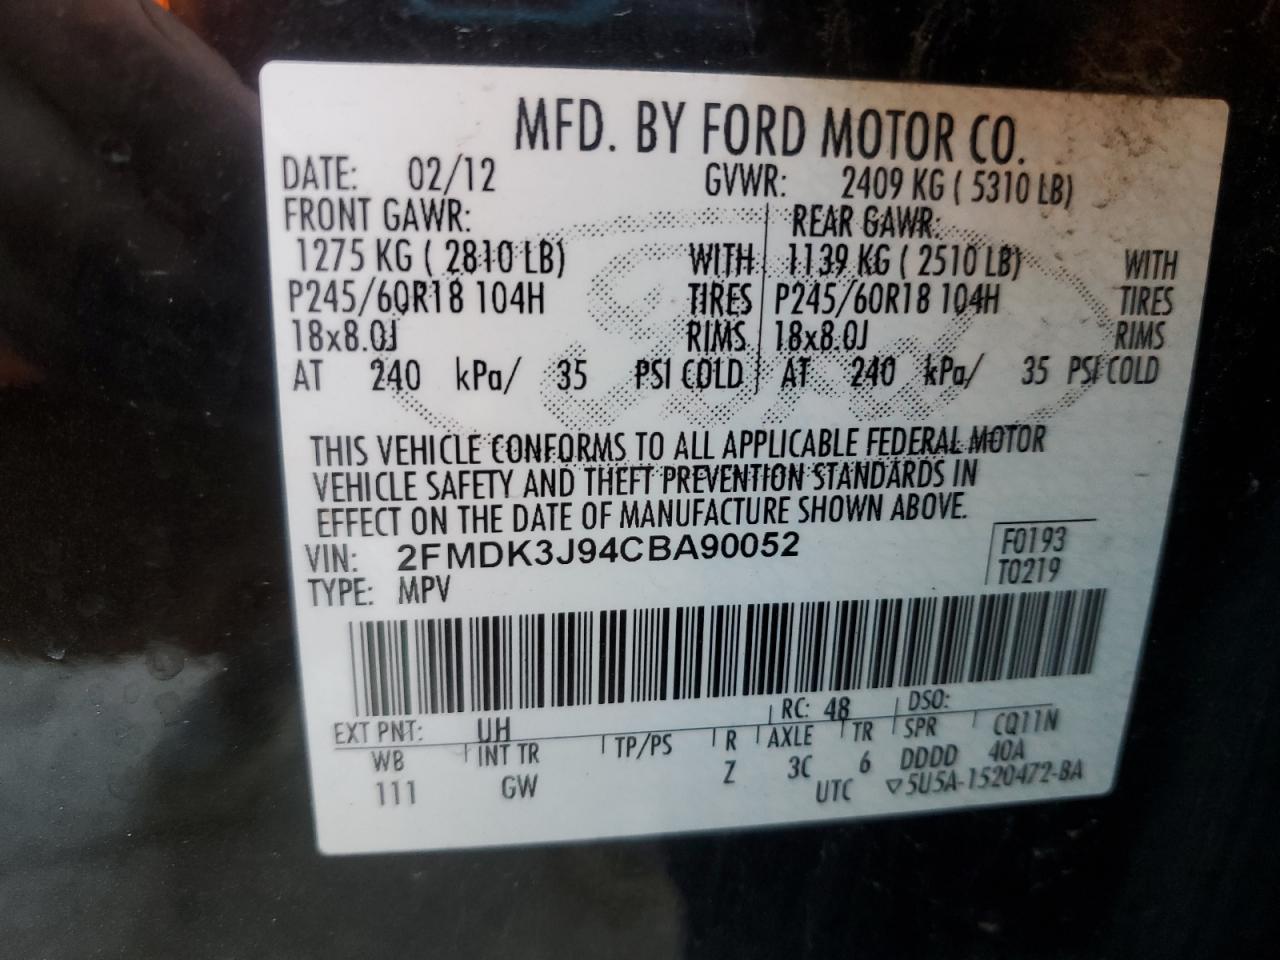 MFD. BY FORD MOTOR CO.
DATE: 02/12 GVWR: 2409 KG ( 5310 LB)
FRONT GAWR: REAR GAWR:
1275 KG ( 2810 LB) WITH 1139 KG ( 2510 LB) WITH
P245/60R18 104H TIRES P245/60R18 104H TIRES
18x8.0J RIMS 18x8.0J RIMS
AT 240 kPa/ 35 PSI COLD AT 240 kPa/ 35 PSI COLD
Ford
THIS VEHICLE CONFORMS TO ALL APPLICABLE FEDERAL MOTOR
VEHICLE SAFETY AND THEFT PREVENTION STANDARDS IN
EFFECT ON THE DATE OF MANUFACTURE SHOWN ABOVE.
VIN: 2FMDK3J94CBA90052 F0193
TYPE: MPV T0219
EXT PNT: UH RC: 48 DSO:
WB INT TR TP/PS R AXLE TR SPR CQ11N
111 GW Z 3C 6 DDDD 40A
UTC ▽5U5A-1520472-BA